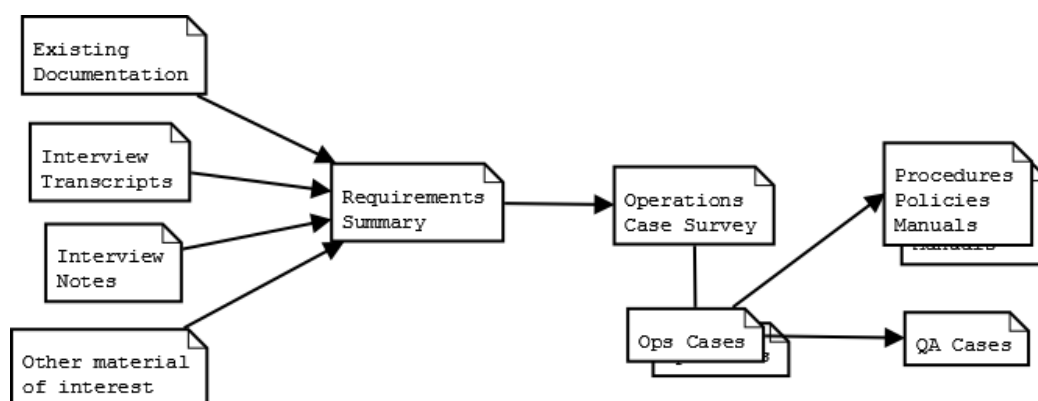 Existing
Documentation
Interview
Transcripts
Interview
Notes
Other material
of interest
Requirements
Summary
Operations
Case Survey
Ops Cases
Procedures
Policies
Manuals
Manuals
QA Cases